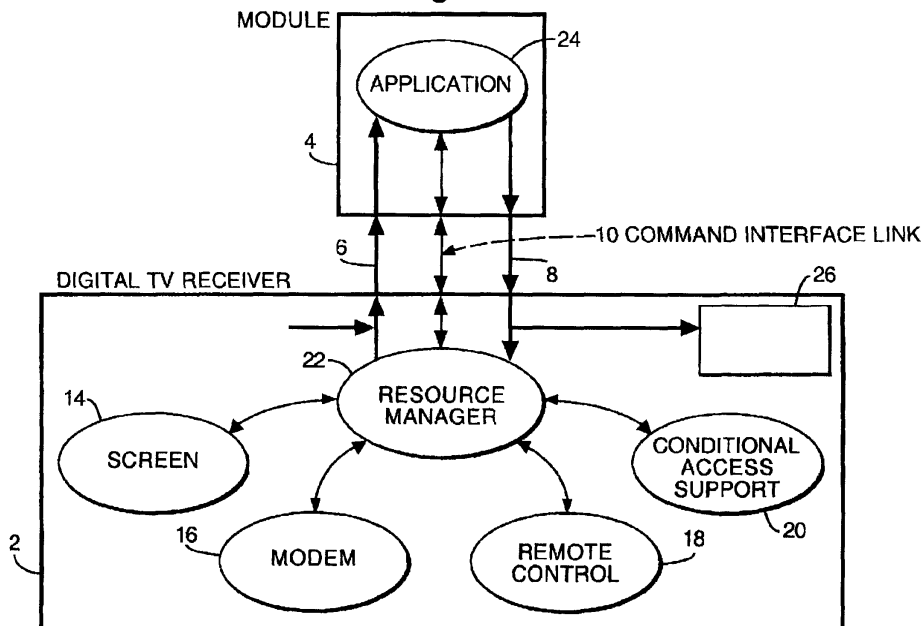 MODULE
24
APPLICATION
4
6
10 COMMAND INTERFACE LINK
8
DIGITAL TV RECEIVER
26
22
RESOURCE
MANAGER
14
SCREEN
CONDITIONAL
ACCESS
SUPPORT
20
2
16
MODEM
REMOTE
CONTROL
18